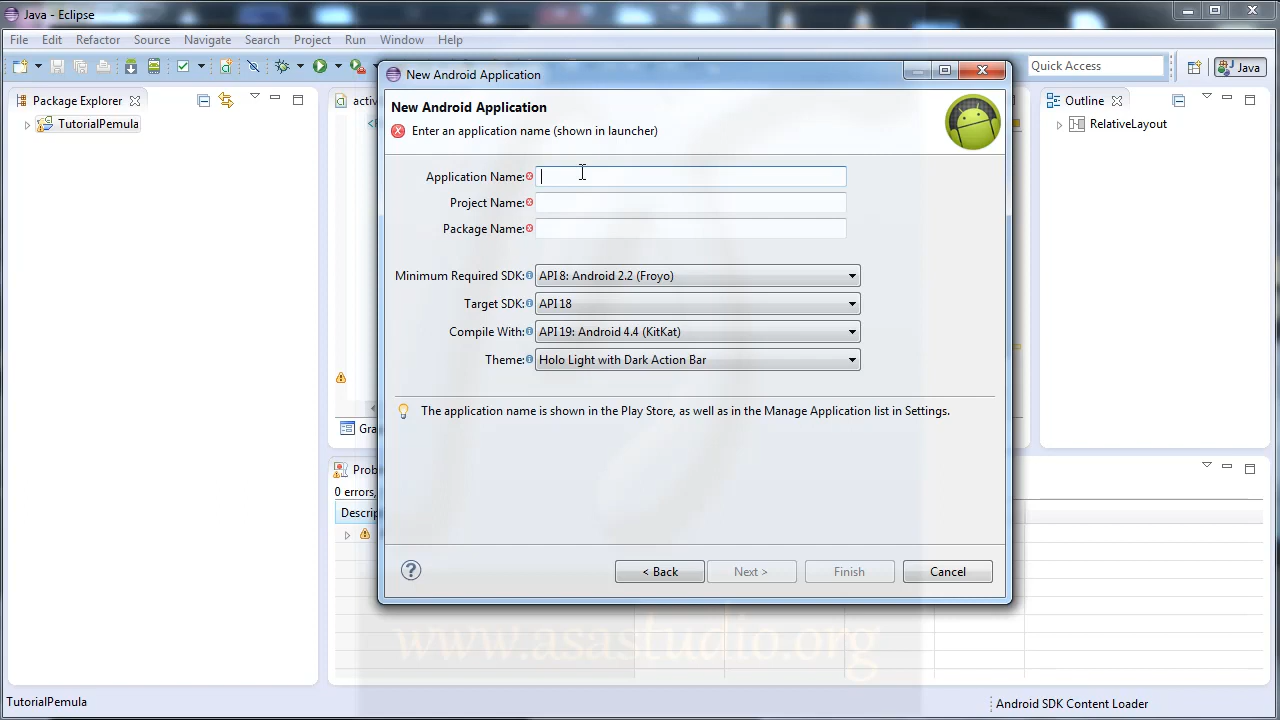 Java - Eclipse
File Edit Refactor Source Navigate Search Project Run Window Help
Quick Access
Java
Package Explorer
TutorialPemula
activ
Outline
RelativeLayout
New Android Application
New Android Application
Enter an application name (shown in launcher)
Application Name:
Project Name:
Package Name:
Minimum Required SDK: API 8: Android 2.2 (Froyo)
Target SDK: API 18
Compile With: API 19: Android 4.4 (KitKat)
Theme: Holo Light with Dark Action Bar
The application name is shown in the Play Store, as well as in the Manage Application list in Settings.
Gra
Prob
0 errors,
Descrip
< Back Next > Finish Cancel
www.asastudio.org
TutorialPemula
Android SDK Content Loader